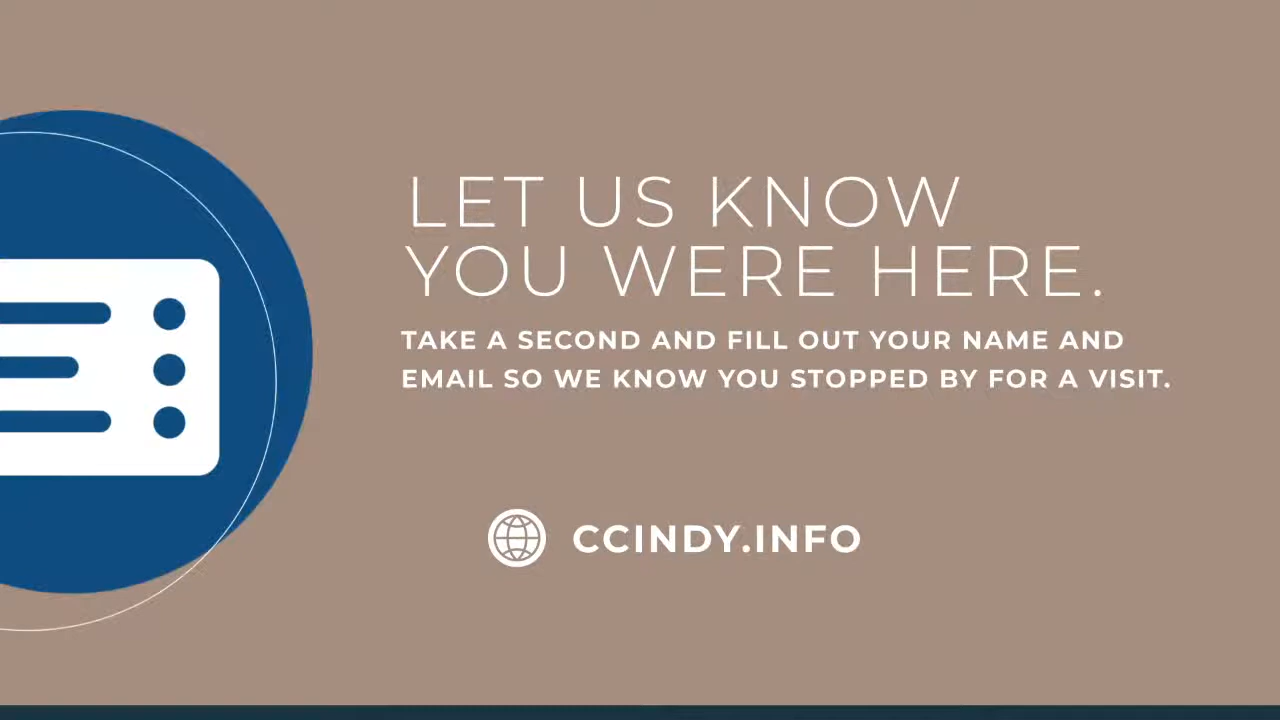 LET US KNOW
YOU WERE HERE.
TAKE A SECOND AND FILL OUT YOUR NAME AND
EMAIL SO WE KNOW YOU STOPPED BY FOR A VISIT.
CCINDY.INFO